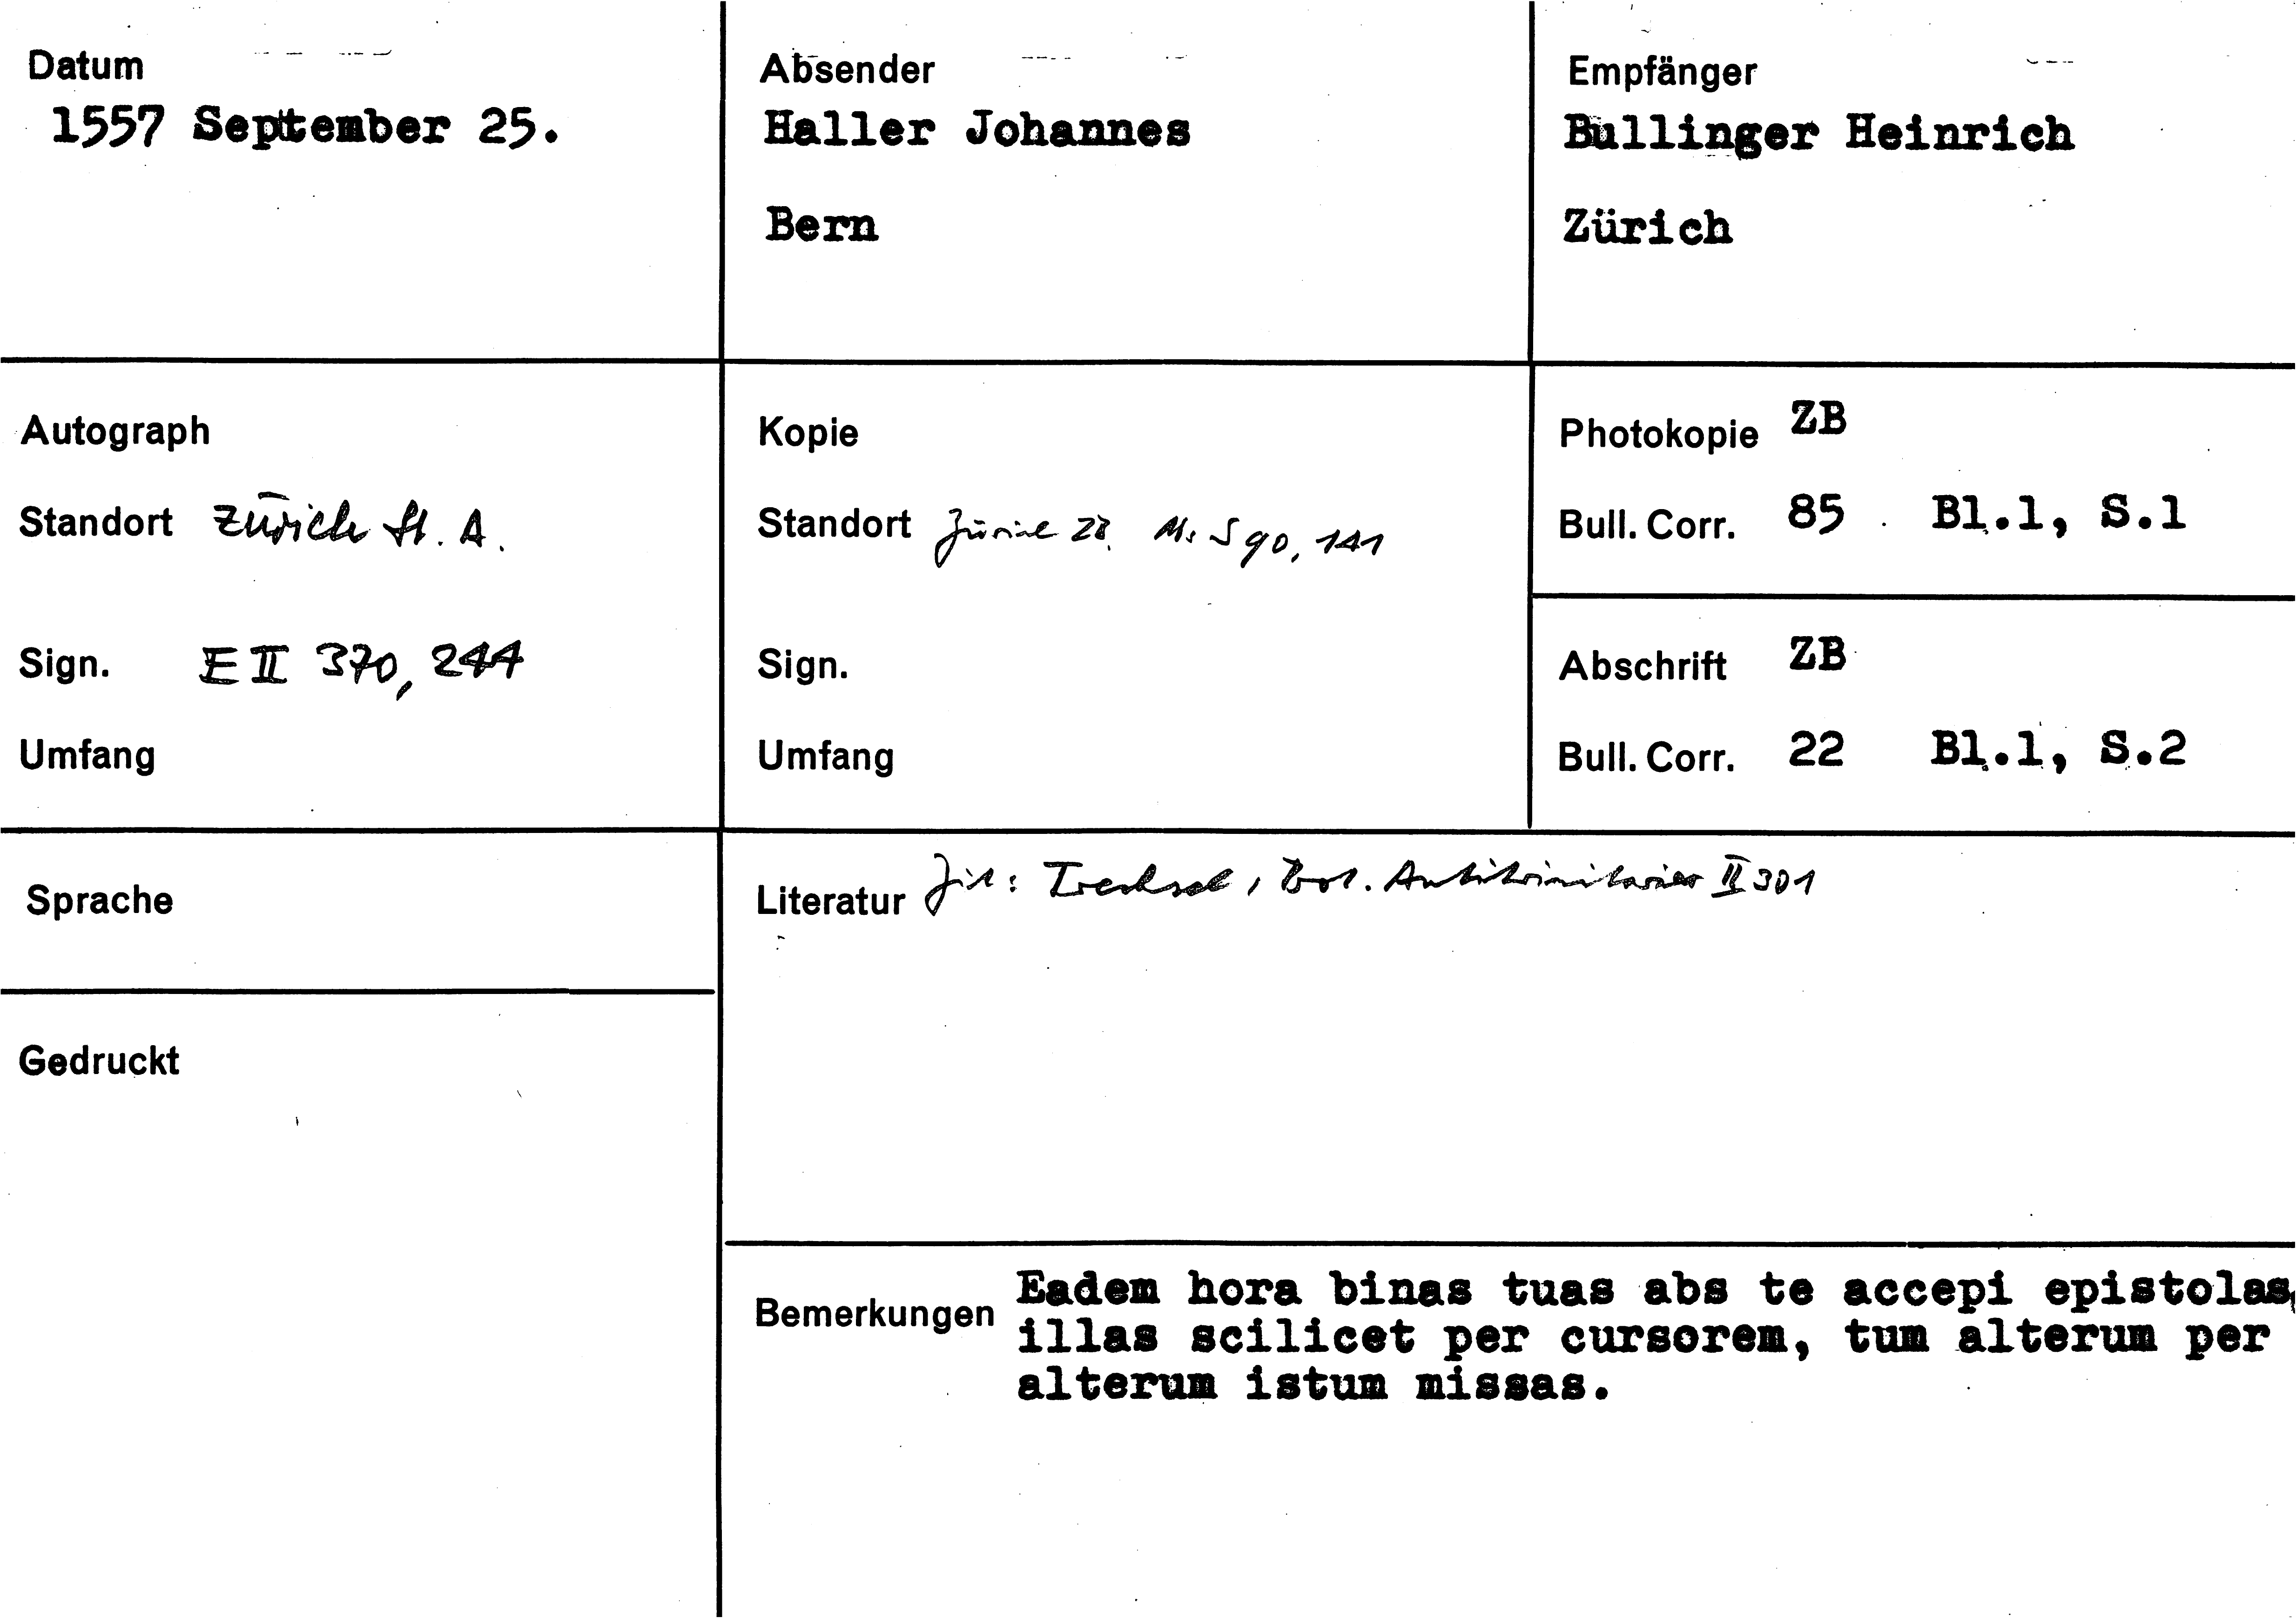 Datum
1557 September 25.
Absender
Haller Johannes
Bern
Empfänger
Bullinger Heinrich
Zürich
Autograph
Standort Zürich St. A.
Sign. E II 370, 244
Umfang
Kopie
Standort Zürich ZB. Ms S 90, 141
Sign.
Umfang
Photokopie ZB
Bull. Corr. 85 Bl.1, S.1
Abschrift ZB
Bull. Corr. 22 Bl.1, S.2
Sprache
Gedruckt
Literatur Zit: Trechsel, Prot. Antitrinitarier II 301
Bemerkungen Eadem hora binas tuas abs te accepi epistolas,
illas scilicet per cursorem, tum alterum per
alterum istum missas.